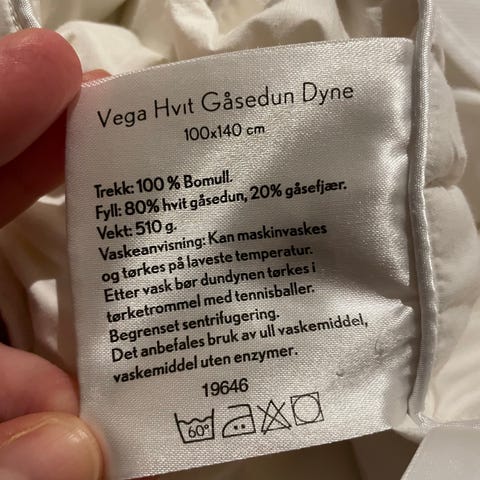 Vega Hvit Gåsedun Dyne
100x140 cm
Trekk: 100 % Bomull.
Fyll: 80% hvit gåsedun, 20% gåsefjær.
Vekt: 510 g.
Vaskeanvisning: Kan maskinvaskes
og tørkes på laveste temperatur.
Etter vask bør dundynen tørkes i
tørketrommel med tennisballer.
Begrenset sentrifugering.
Det anbefales bruk av ull vaskemiddel,
vaskemiddel uten enzymer.
19646
60°